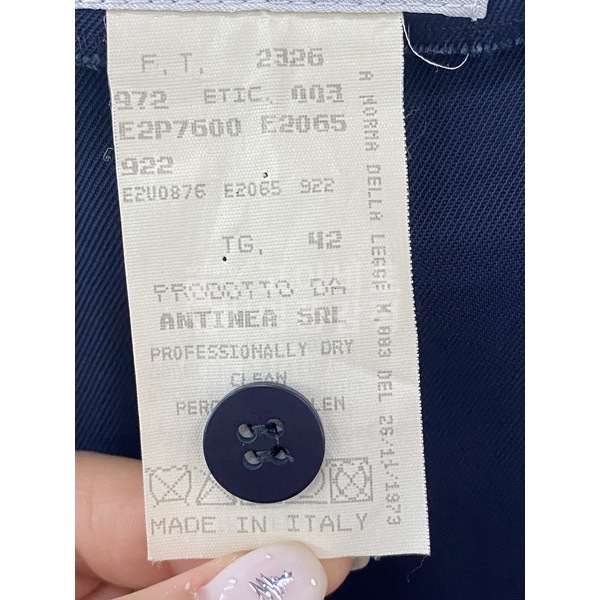 F.T. 2326
972 ETIC. 443
E2P7600 E2065
922
E2U0876 E2065 922
TG. 42
PRODOTTO DA
ANTINEA SRL
PROFESSIONALLY DRY
CLEAN
MADE IN ITALY
A NORMA DELLA LEGGE N.883 DEL 26/11/1973